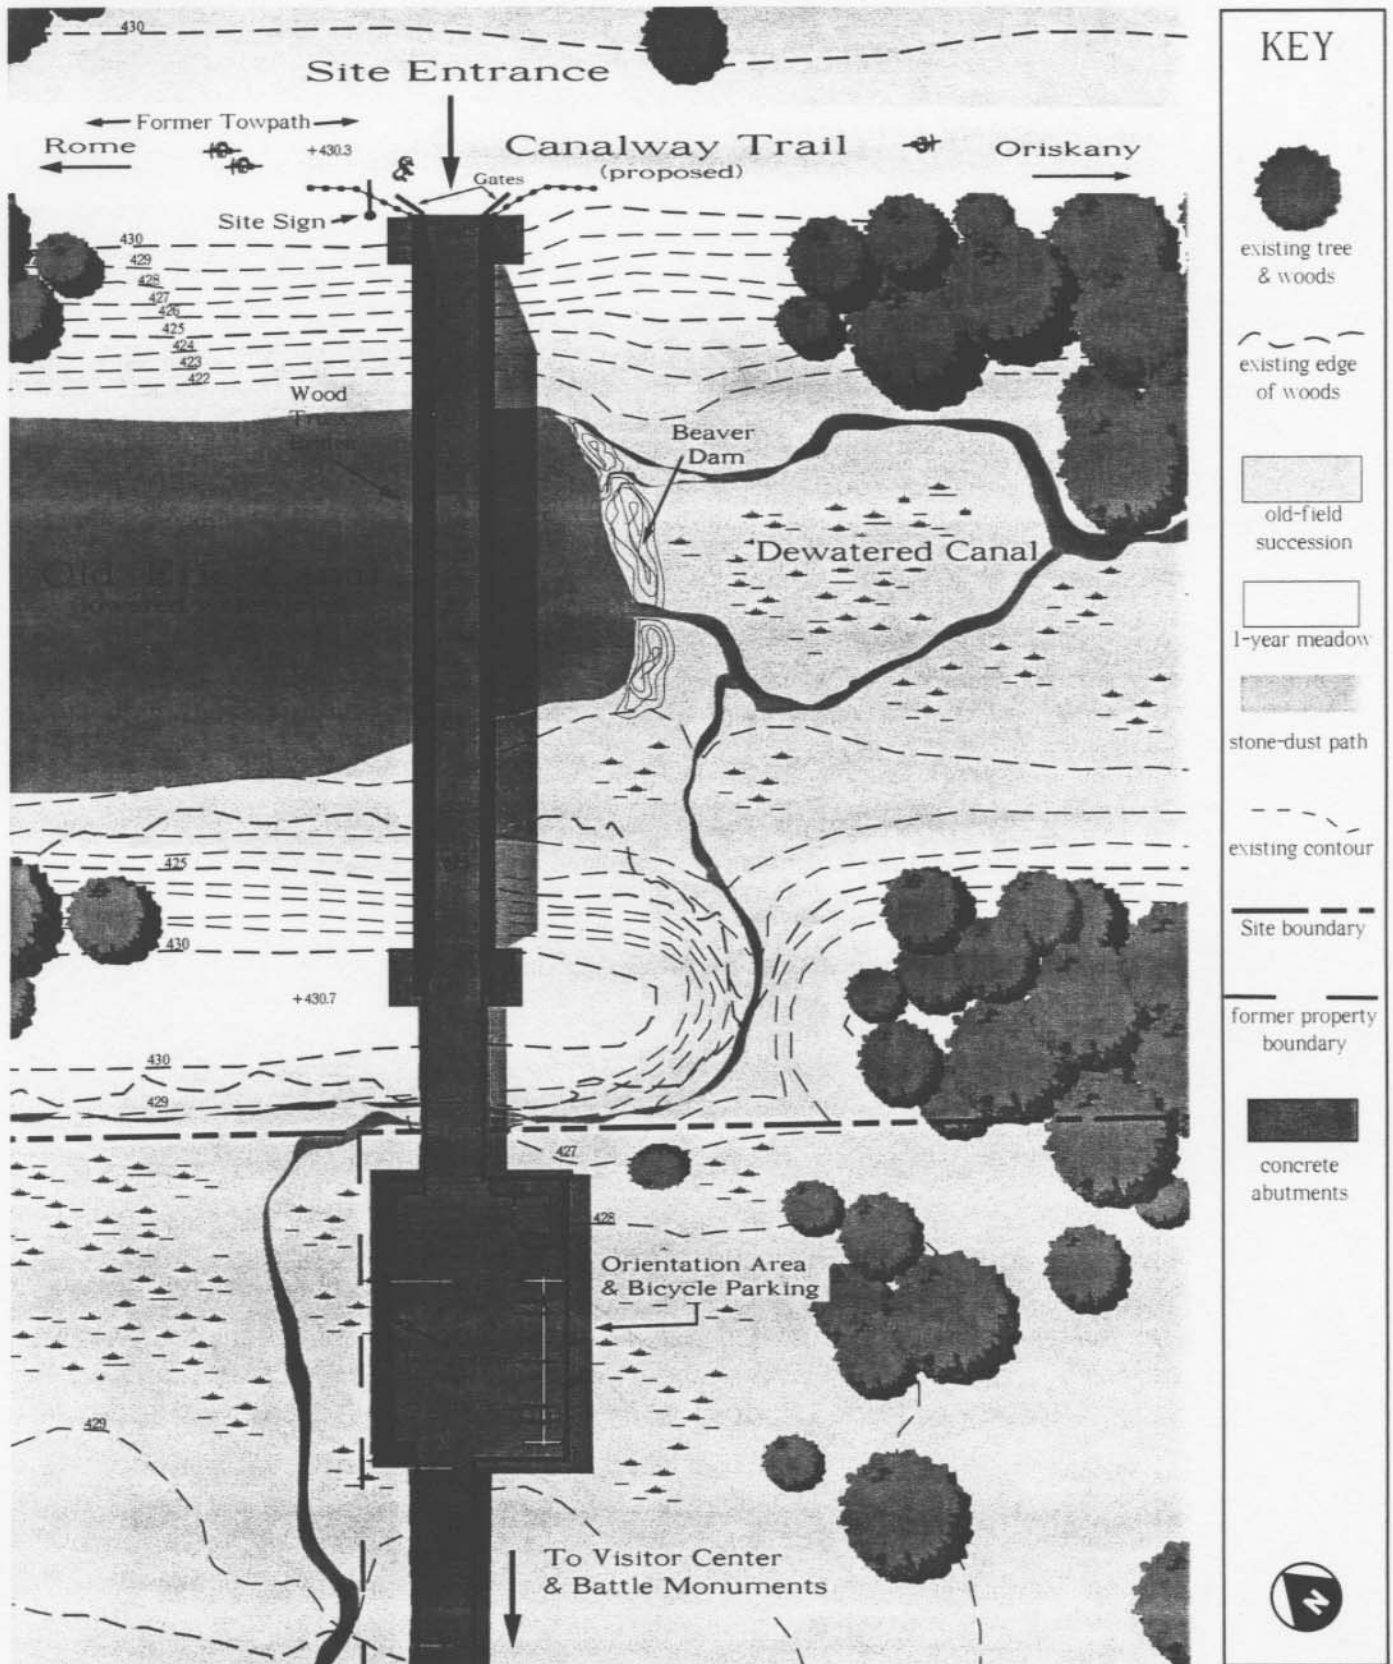 430
Site Entrance
Former Towpath
Rome
+430.3
Canalway Trail
(proposed)
Oriskany
Gates
Site Sign
430
429
428
427
426
425
424
423
422
Wood
Beaver
Dam
Dewatered Canal
Old
425
430
+430.7
430
429
427
428
Orientation Area
& Bicycle Parking
429
To Visitor Center
& Battle Monuments
KEY
existing tree
& woods
existing edge
of woods
old-field
succession
1-year meadow
stone-dust path
existing contour
Site boundary
former property
boundary
concrete
abutments
N